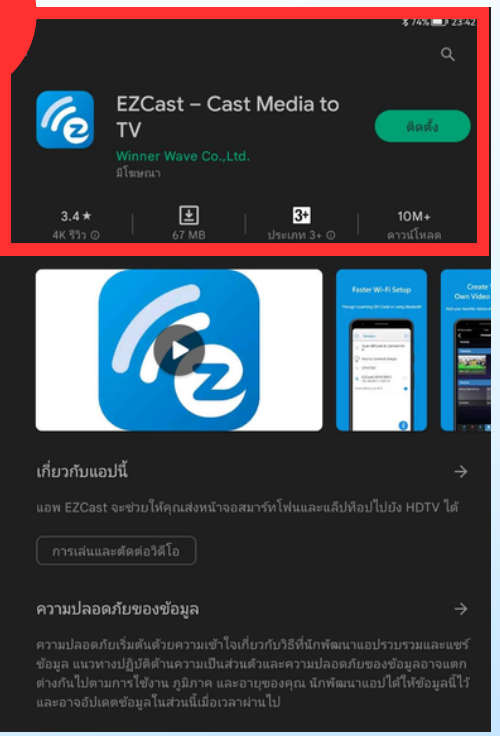 74% 23:42
EZCast – Cast Media to
TV
ติดตั้ง
Winner Wave Co.,Ltd.
มีโฆษณา
3.4★
4K รีวิว
67 MB
3+
ประเภท 3+
10M+
ดาวน์โหลด
Faster Wi-Fi Setup
Create
Own Video
เกี่ยวกับแอปนี้
แอพ EZCast จะช่วยให้คุณส่งหน้าจอสมาร์ทโฟนและแล็ปท็อปไปยัง HDTV ได้
การเล่นและตัดต่อวิดีโอ
ความปลอดภัยของข้อมูล
ความปลอดภัยเริ่มต้นด้วยความเข้าใจเกี่ยวกับวิธีที่นักพัฒนาแอปรวบรวมและแชร์
ข้อมูล แนวทางปฏิบัติด้านความเป็นส่วนตัวและความปลอดภัยของข้อมูลอาจแตก
ต่างกันไปตามการใช้งาน ภูมิภาค และอายุของคุณ นักพัฒนาแอปได้ให้ข้อมูลนี้ไว้
และอาจอัปเดตข้อมูลในส่วนนี้เมื่อเวลาผ่านไป